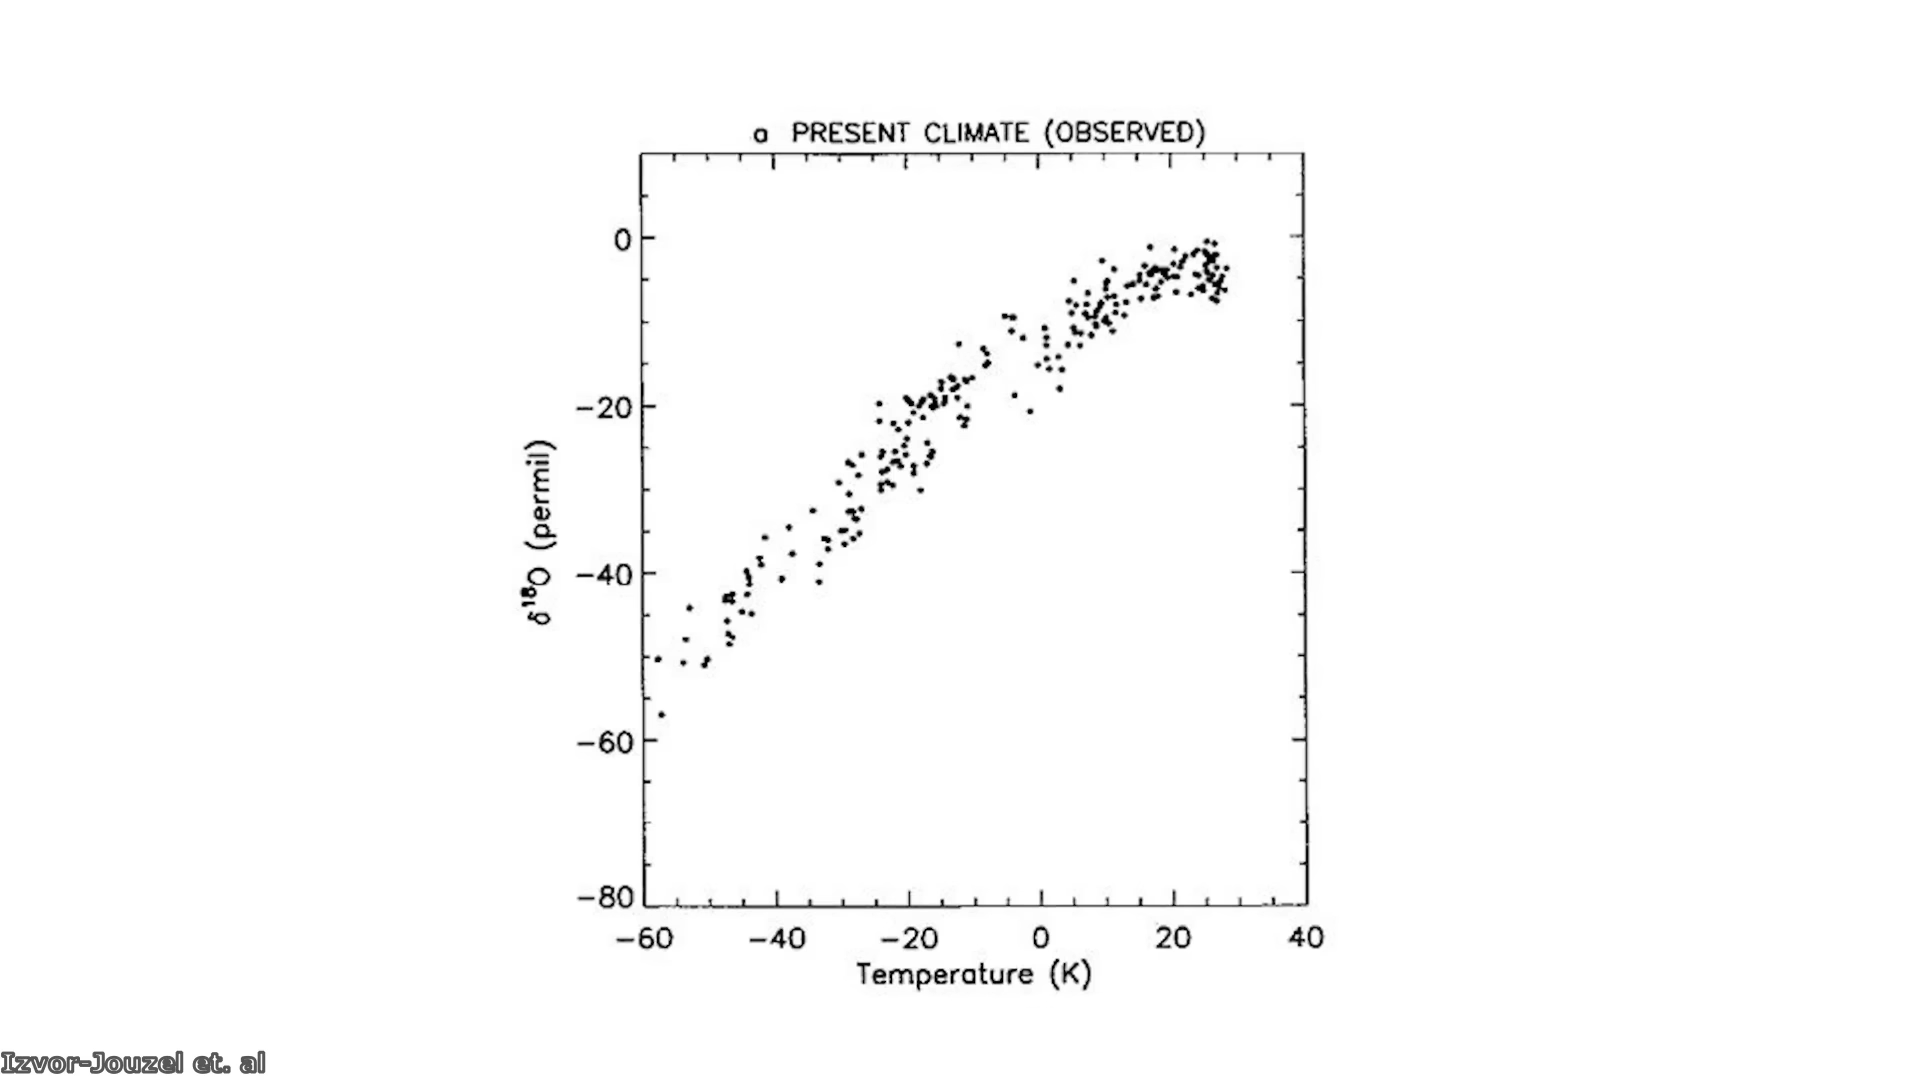 a PRESENT CLIMATE (OBSERVED)
0
−20
−40
−60
−80
δ¹⁸O (permil)
−60 −40 −20 0 20 40
Temperature (K)
Izvor-Jouzel et. al